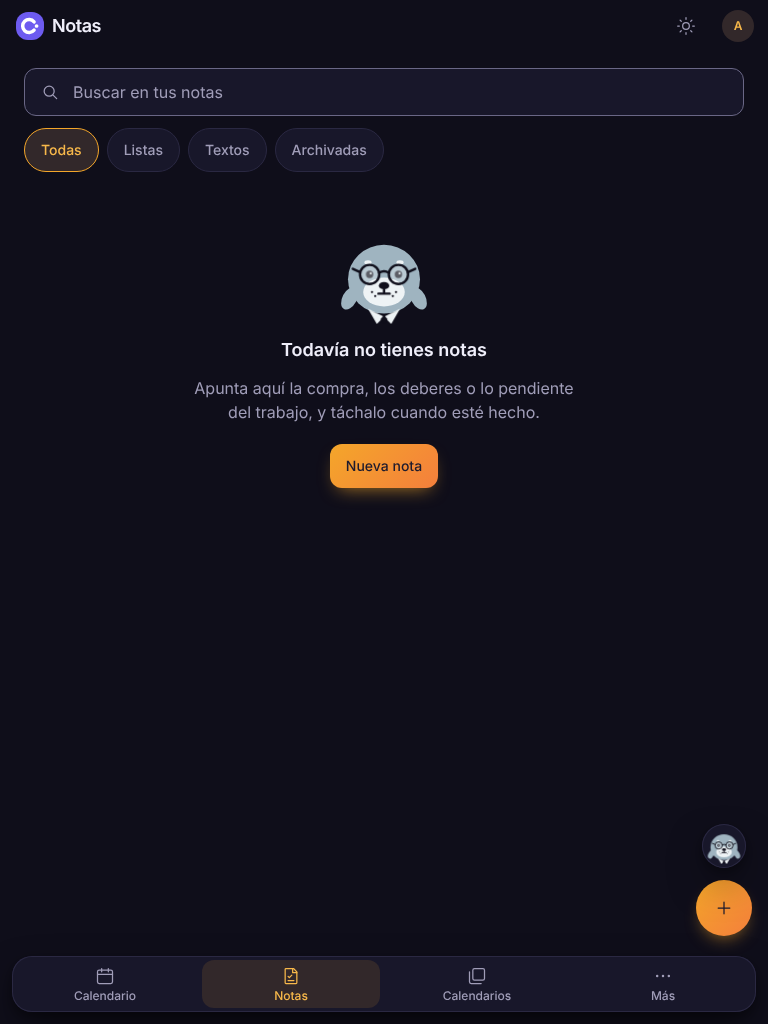 Notas
A
Buscar en tus notas
Todas
Listas
Textos
Archivadas
Todavía no tienes notas
Apunta aquí la compra, los deberes o lo pendiente
del trabajo, y táchalo cuando esté hecho.
Nueva nota
Calendario
Notas
Calendarios
Más